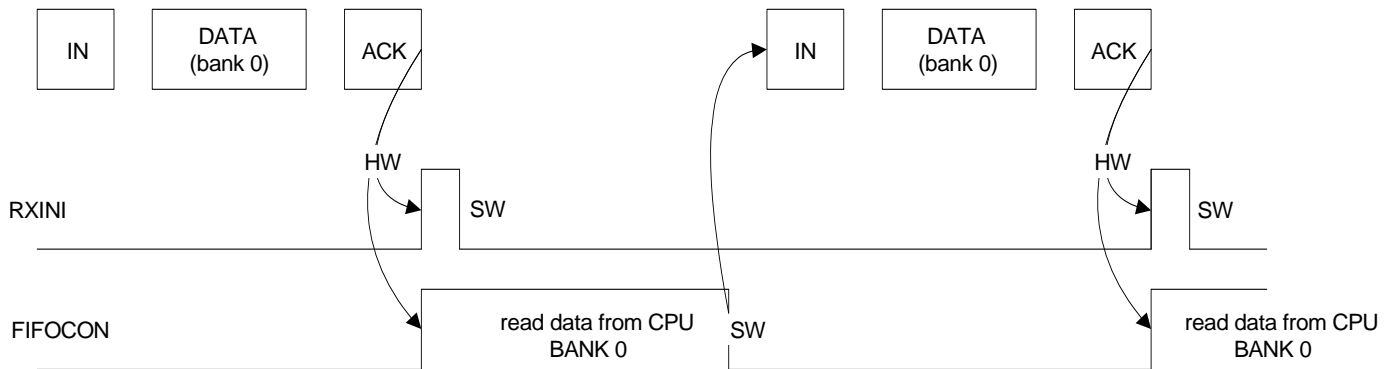 IN
DATA
(bank 0)
ACK
IN
DATA
(bank 0)
ACK
HW
HW
RXINI
SW
SW
FIFOCON
read data from CPU
BANK 0
SW
read data from CPU
BANK 0